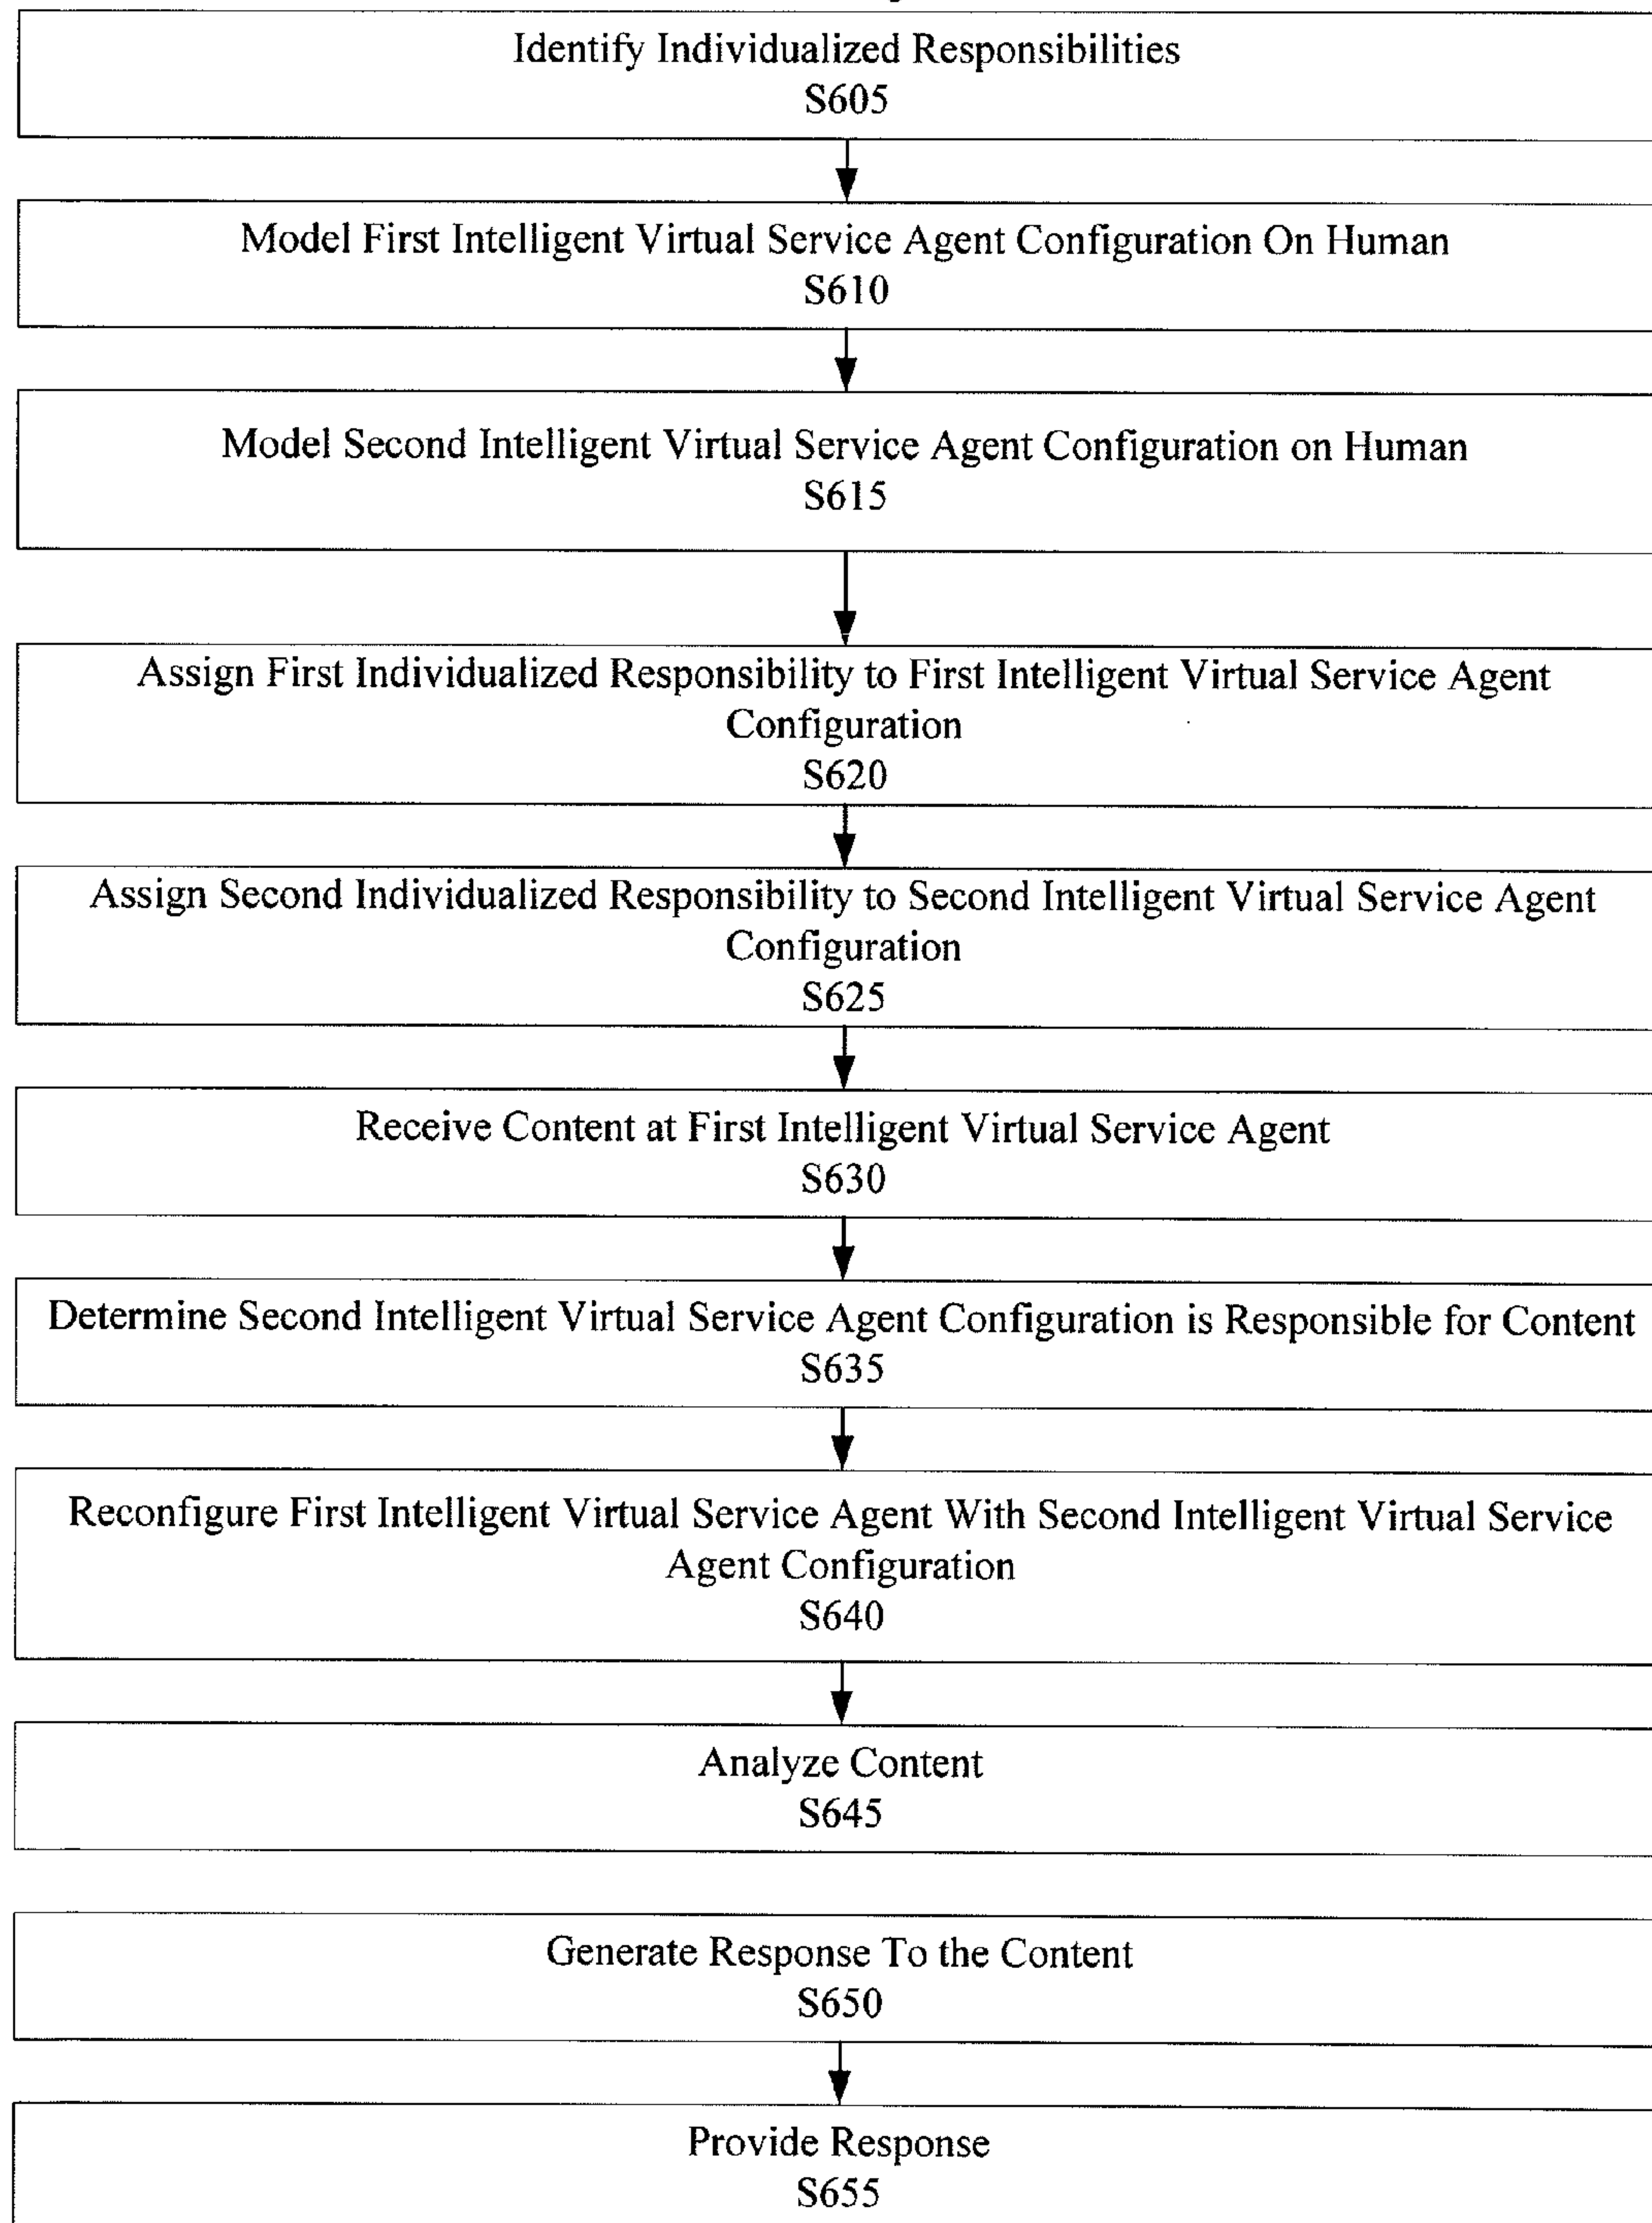 Identify Individualized Responsibilities
S605
Model First Intelligent Virtual Service Agent Configuration On Human
S610
Model Second Intelligent Virtual Service Agent Configuration on Human
S615
Assign First Individualized Responsibility to First Intelligent Virtual Service Agent
Configuration
S620
Assign Second Individualized Responsibility to Second Intelligent Virtual Service Agent
Configuration
S625
Receive Content at First Intelligent Virtual Service Agent
S630
Determine Second Intelligent Virtual Service Agent Configuration is Responsible for Content
S635
Reconfigure First Intelligent Virtual Service Agent With Second Intelligent Virtual Service
Agent Configuration
S640
Analyze Content
S645
Generate Response To the Content
S650
Provide Response
S655